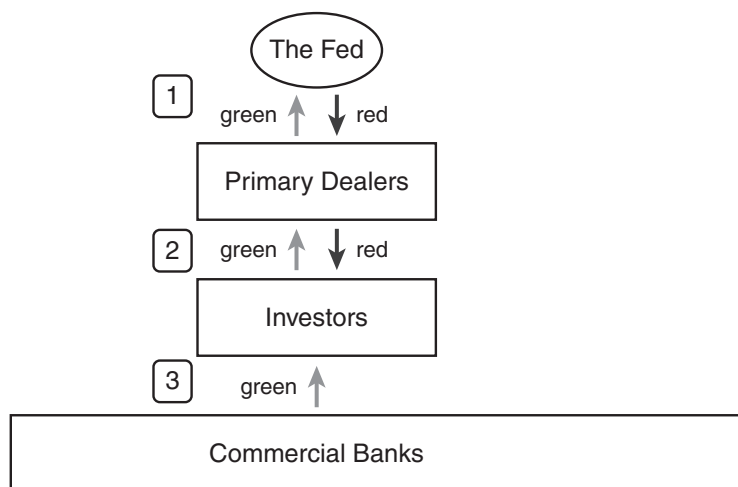 The Fed
1
green
red
Primary Dealers
2
green
red
Investors
3
green
Commercial Banks